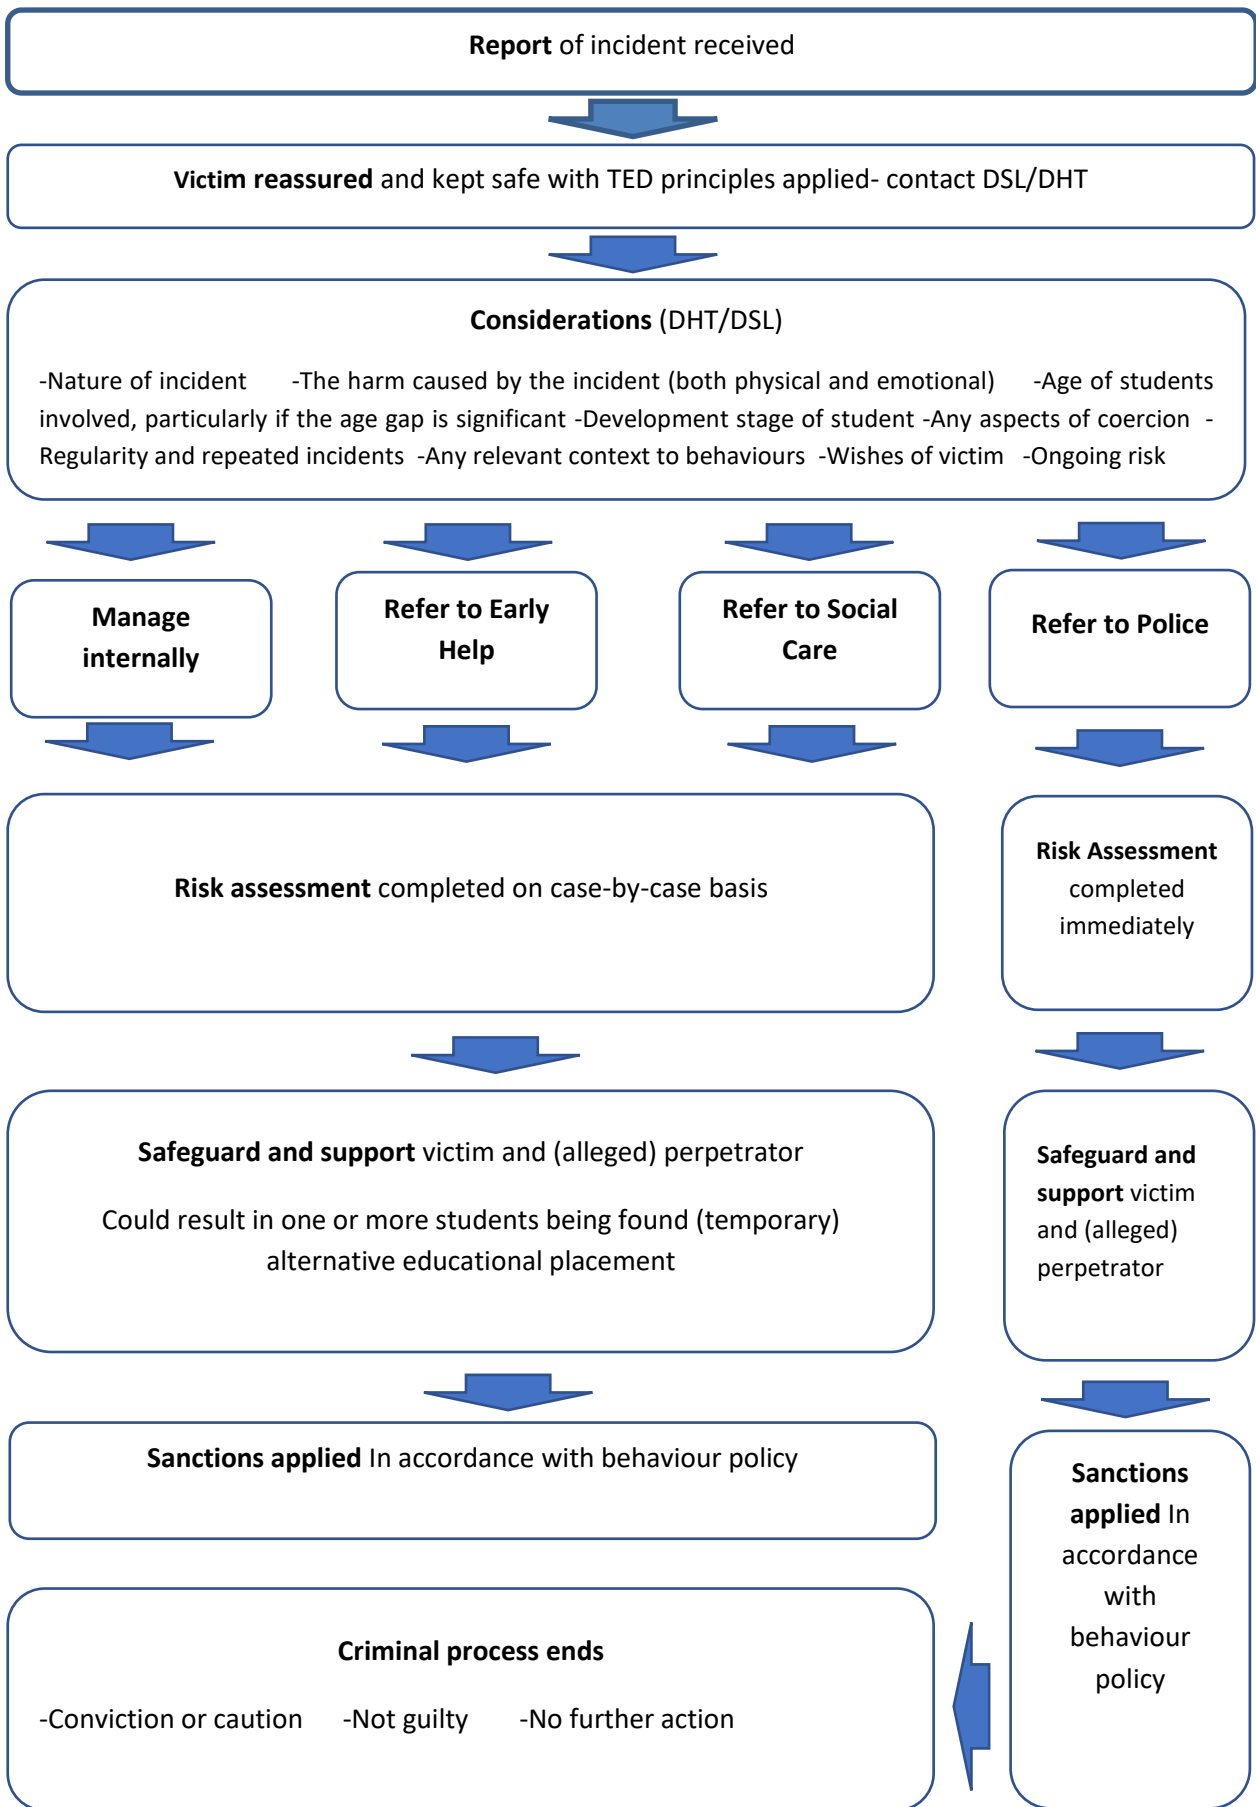 Report of incident received
Victim reassured and kept safe with TED principles applied- contact DSL/DHT
Considerations (DHT/DSL)
-Nature of incident -The harm caused by the incident (both physical and emotional) -Age of students
involved, particularly if the age gap is significant -Development stage of student -Any aspects of coercion -
Regularity and repeated incidents -Any relevant context to behaviours -Wishes of victim -Ongoing risk
Manage
internally
Refer to Early
Help
Refer to Social
Care
Refer to Police
Risk assessment completed on case-by-case basis
Risk Assessment
completed
immediately
Safeguard and support victim and (alleged) perpetrator
Could result in one or more students being found (temporary)
alternative educational placement
Safeguard and
support victim
and (alleged)
perpetrator
Sanctions applied In accordance with behaviour policy
Sanctions
applied In
accordance
with
behaviour
policy
Criminal process ends
-Conviction or caution -Not guilty -No further action